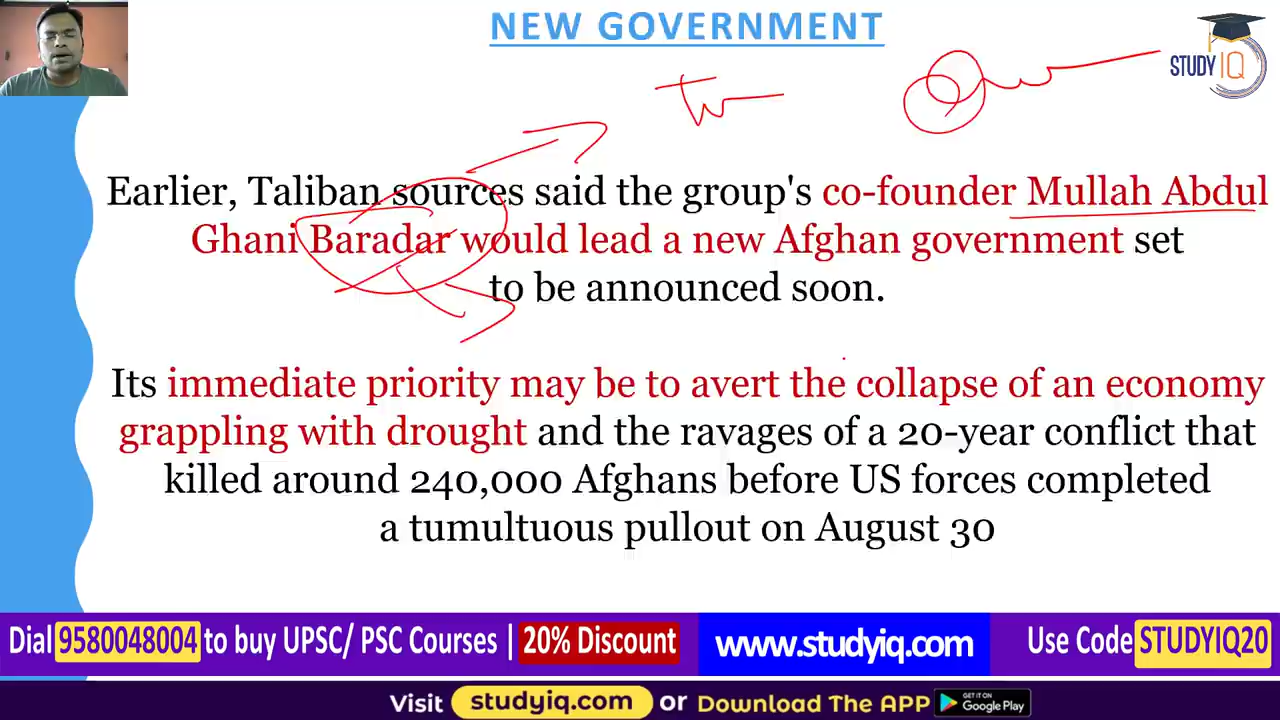 NEW GOVERNMENT
STUDY IQ
Earlier, Taliban sources said the group's co-founder Mullah Abdul
Ghani Baradar would lead a new Afghan government set
to be announced soon.
Its immediate priority may be to avert the collapse of an economy
grappling with drought and the ravages of a 20-year conflict that
killed around 240,000 Afghans before US forces completed
a tumultuous pullout on August 30
Dial 9580048004 to buy UPSC/ PSC Courses | 20% Discount www.studyiq.com Use Code STUDYIQ20
Visit studyiq.com or Download The APP GET IT ON Google Play